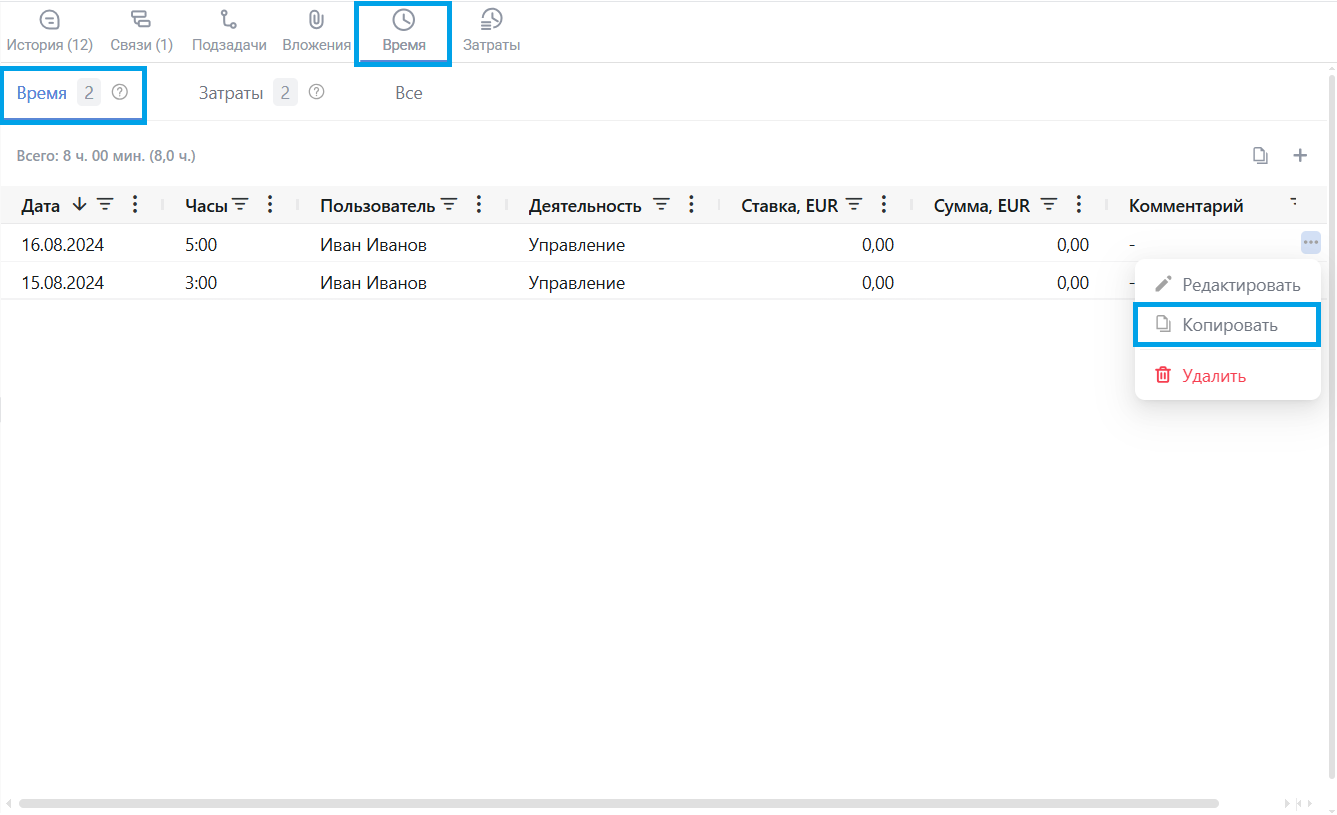 История (12) Связи (1) Подзадачи Вложения Время Затраты
Время 2 Затраты 2 Все
Всего: 8 ч. 00 мин. (8,0 ч.)
Дата Часы Пользователь Деятельность Ставка, EUR Сумма, EUR Комментарий
16.08.2024 5:00 Иван Иванов Управление 0,00 0,00 -
15.08.2024 3:00 Иван Иванов Управление 0,00 0,00 -
Редактировать
Копировать
Удалить